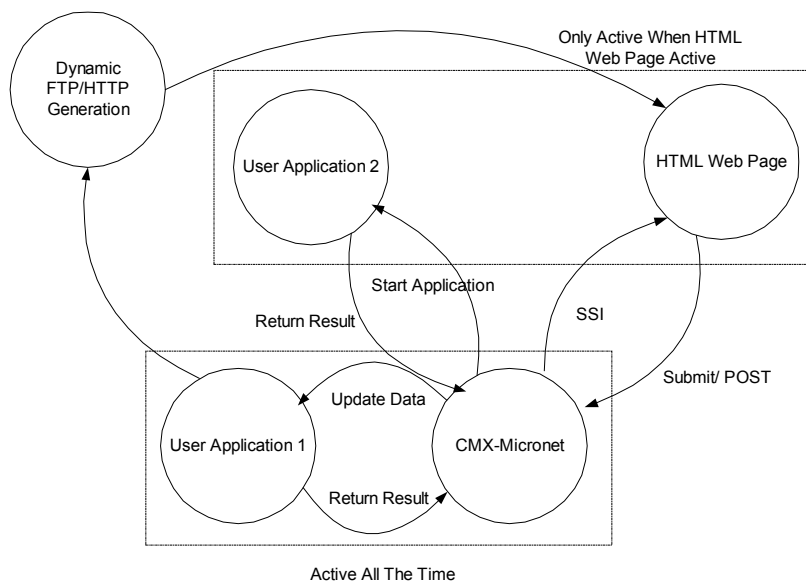 Only Active When HTML
Web Page Active
Dynamic
FTP/HTTP
Generation
User Application 2
HTML Web Page
Start Application
Return Result
SSI
Submit/ POST
Update Data
User Application 1
CMX-Micronet
Return Result
Active All The Time